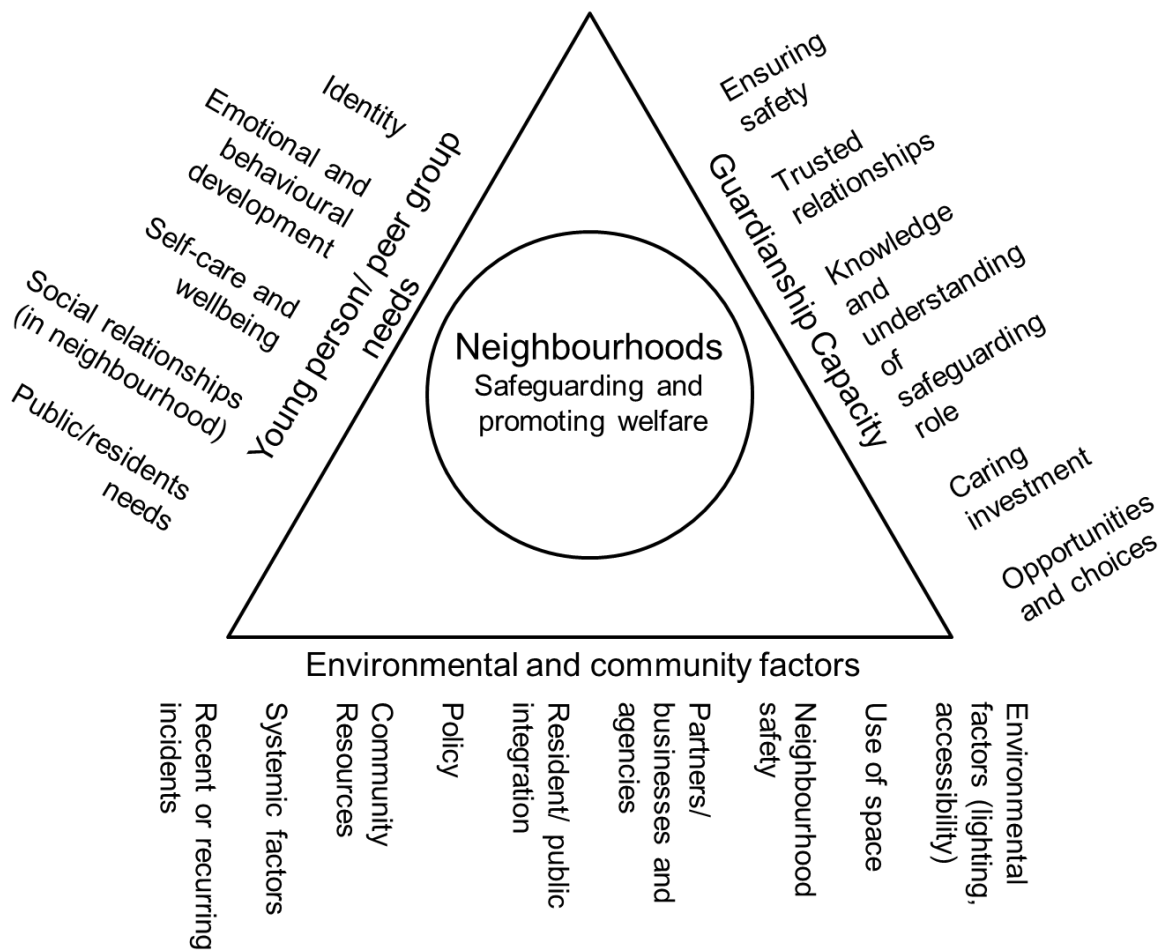 Identity
Emotional and
behavioural
development
Self-care and
wellbeing
Social relationships
(in neighbourhood)
Public/residents
needs
Young person/ peer group
needs
Ensuring
safety
Trusted
relationships
Knowledge
and
understanding
of
safeguarding
role
Caring
investment
Opportunities
and choices
Guardianship Capacity
Neighbourhoods
Safeguarding and
promoting welfare
Environmental and community factors
Recent or recurring
incidents
Systemic factors
Community
Resources
Policy
Resident/ public
integration
Partners/
businesses and
agencies
Neighbourhood
safety
Use of space
Environmental
factors (lighting,
accessibility)